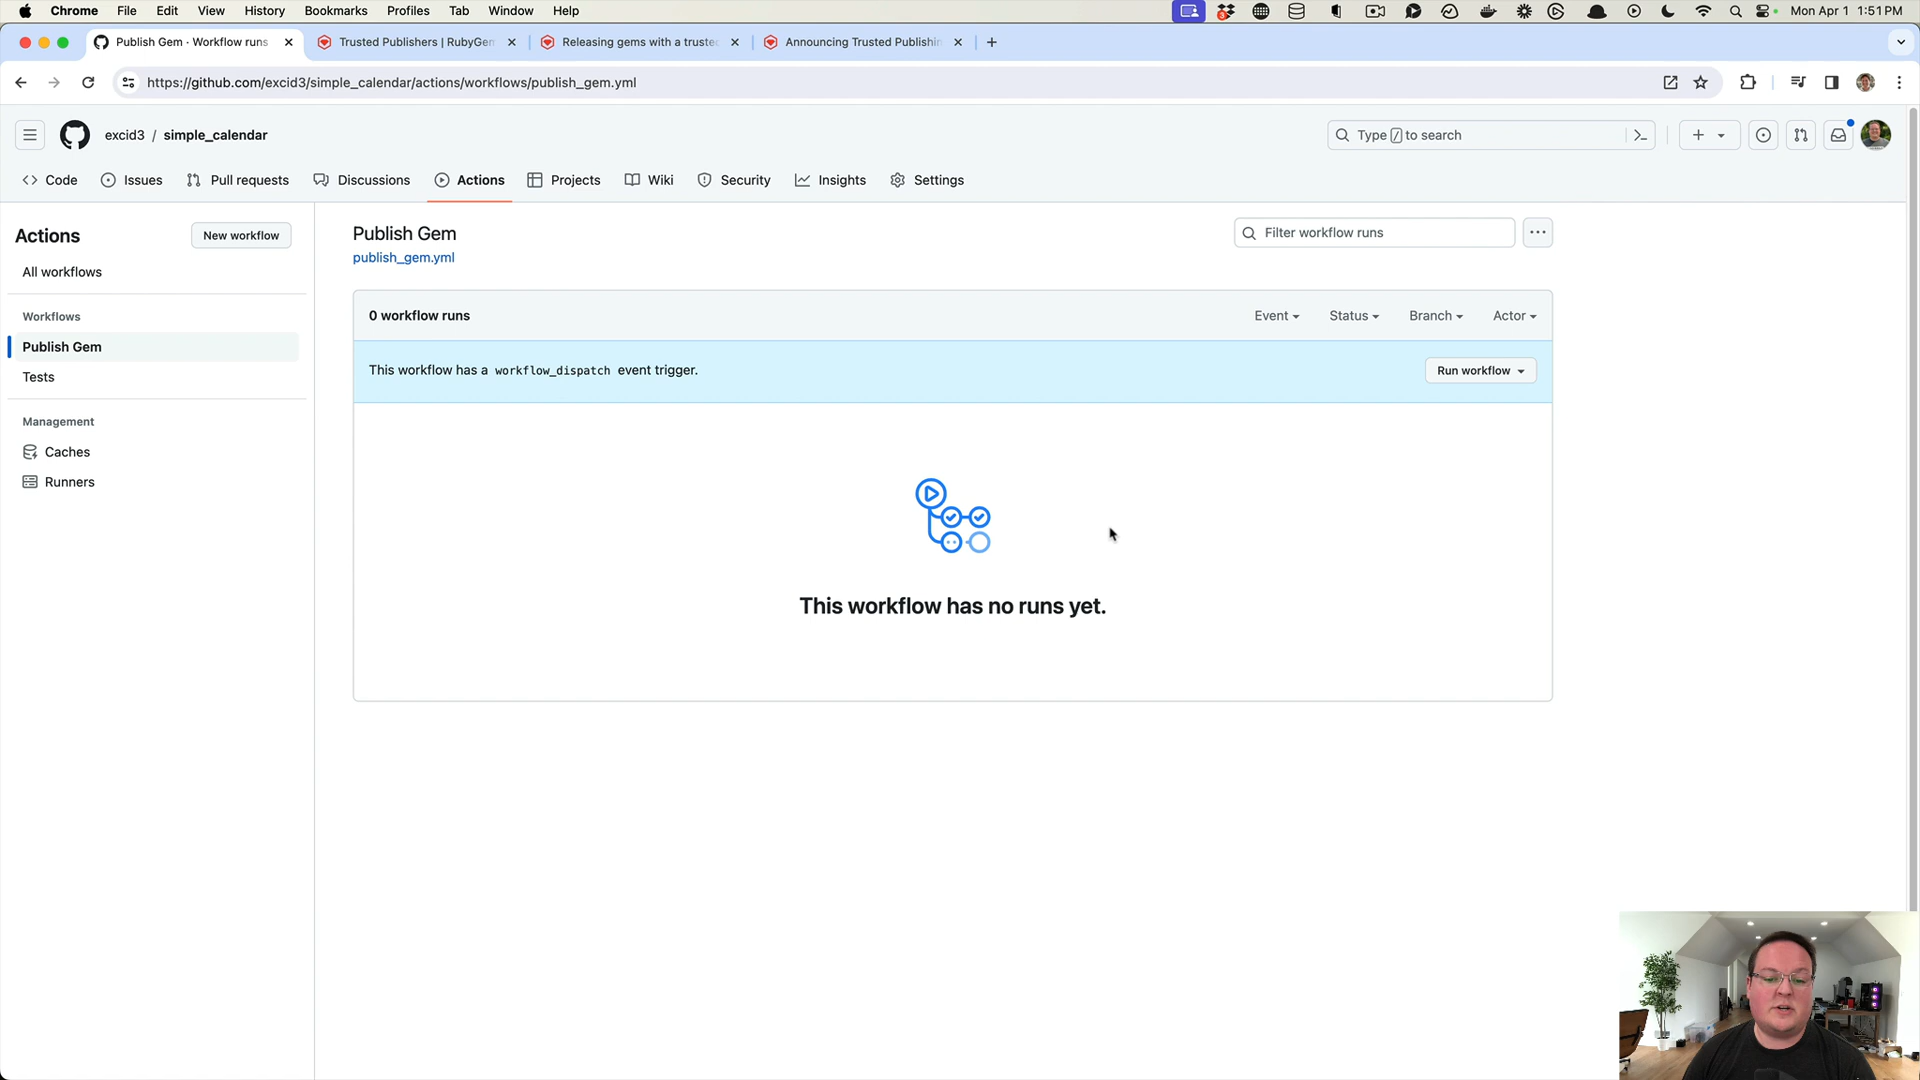 Chrome File Edit View History Bookmarks Profiles Tab Window Help Mon Apr 1 1:51 PM
Publish Gem · Workflow runs Trusted Publishers | RubyGem Releasing gems with a trusted Announcing Trusted Publishin
https://github.com/excid3/simple_calendar/actions/workflows/publish_gem.yml
excid3 / simple_calendar Type / to search
Code Issues Pull requests Discussions Actions Projects Wiki Security Insights Settings
Actions New workflow
All workflows
Workflows
Publish Gem
Tests
Management
Caches
Runners
Publish Gem
publish_gem.yml
Filter workflow runs
0 workflow runs Event Status Branch Actor
This workflow has a workflow_dispatch event trigger. Run workflow
This workflow has no runs yet.